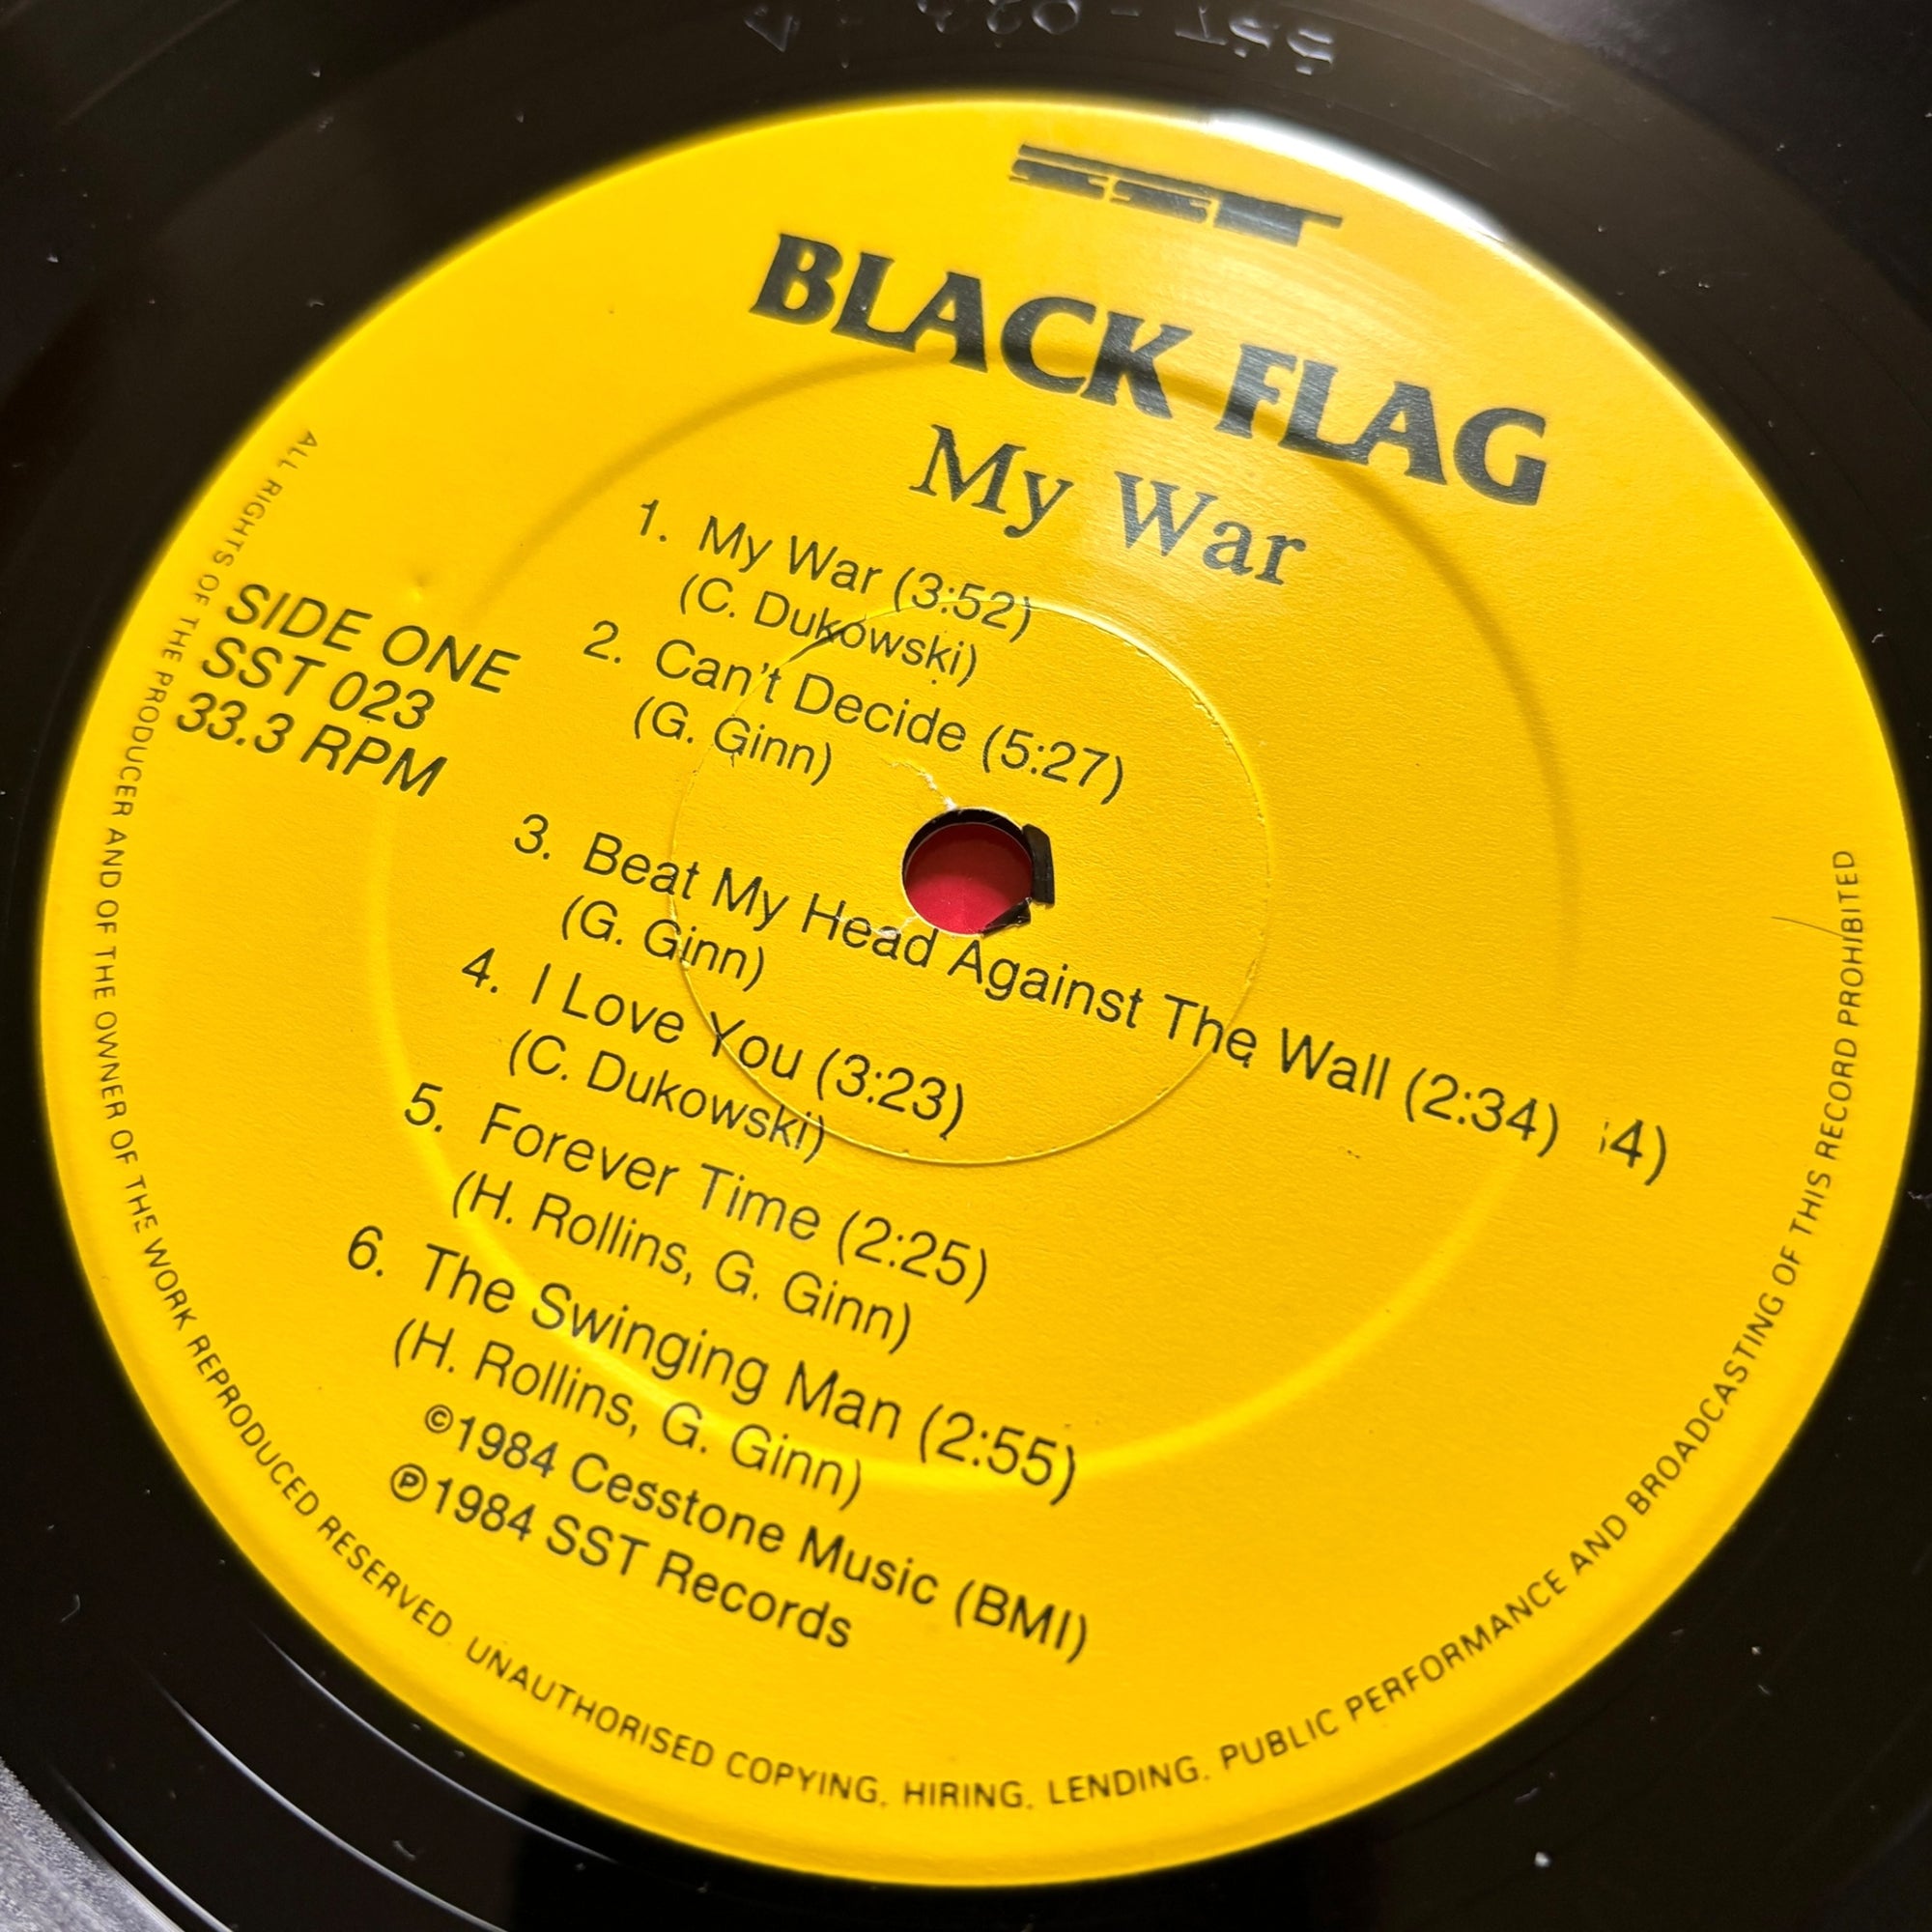 SST-023-A
SST
BLACK FLAG
My War
SIDE ONE
SST 023
33.3 RPM
1. My War (3:52)
(C. Dukowski)
2. Can't Decide (5:27)
(G. Ginn)
3. Beat My Head Against The Wall (2:34) 4)
(G. Ginn)
4. I Love You (3:23)
(C. Dukowski)
5. Forever Time (2:25)
(H. Rollins, G. Ginn)
6. The Swinging Man (2:55)
(H. Rollins, G. Ginn)
©1984 Cesstone Music (BMI)
℗1984 SST Records
ALL RIGHTS OF THE PRODUCER AND OF THE OWNER OF THE WORK REPRODUCED RESERVED. UNAUTHORISED COPYING, HIRING, LENDING, PUBLIC PERFORMANCE AND BROADCASTING OF THIS RECORD PROHIBITED